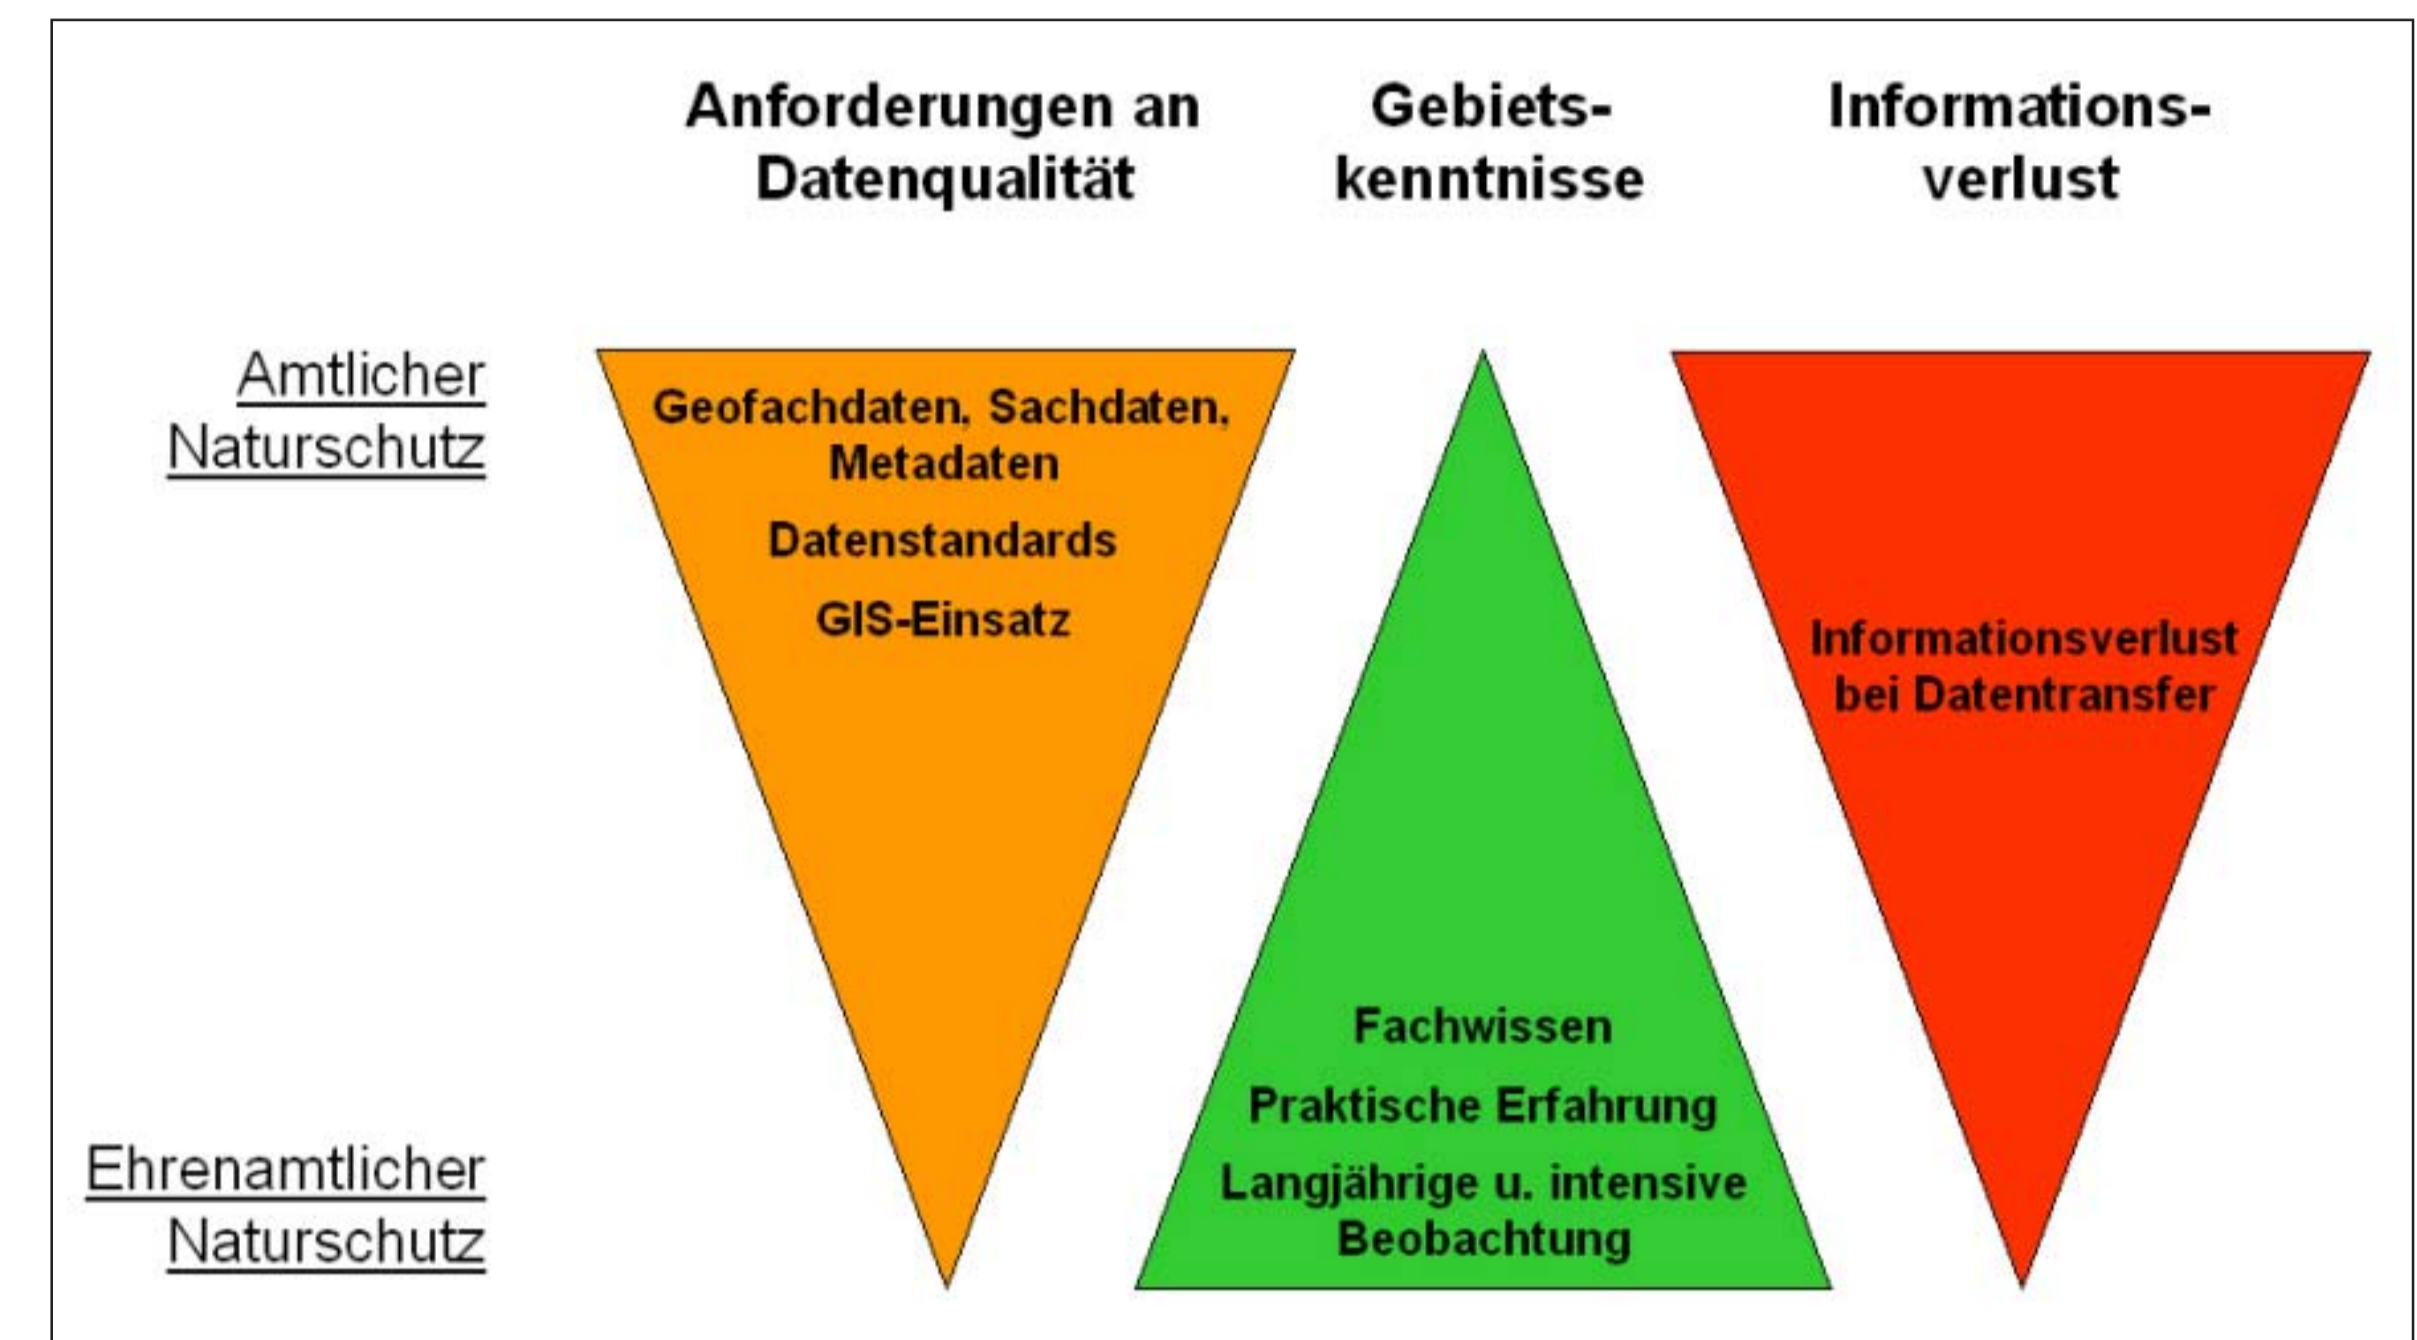 Anforderungen an
Datenqualität
Gebiets-
kenntnisse
Informations-
verlust
Amtlicher
Naturschutz
Geofachdaten, Sachdaten,
Metadaten
Datenstandards
GIS-Einsatz
Informationsverlust
bei Datentransfer
Fachwissen
Praktische Erfahrung
Langjährige u. intensive
Beobachtung
Ehrenamtlicher
Naturschutz